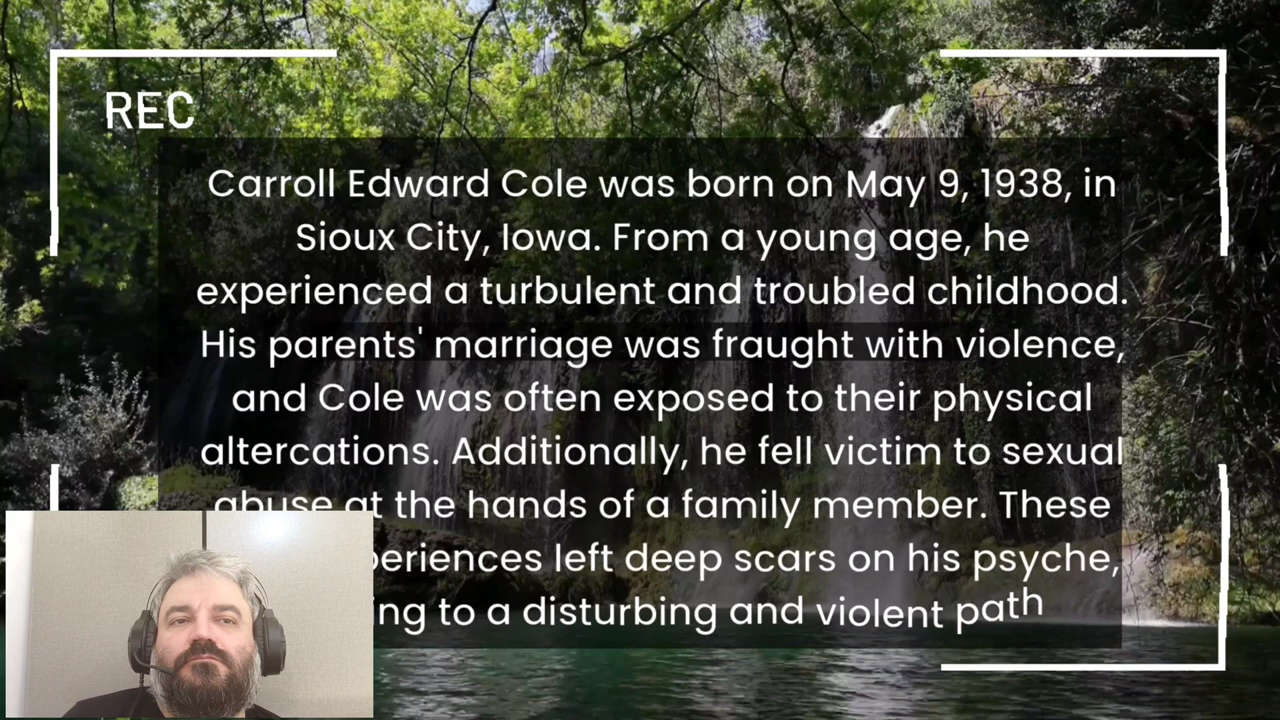 REC
Carroll Edward Cole was born on May 9, 1938, in
Sioux City, Iowa. From a young age, he
experienced a turbulent and troubled childhood.
His parents' marriage was fraught with violence,
and Cole was often exposed to their physical
altercations. Additionally, he fell victim to sexual
abuse at the hands of a family member. These
left deep scars on his psyche,
to a disturbing and violent path